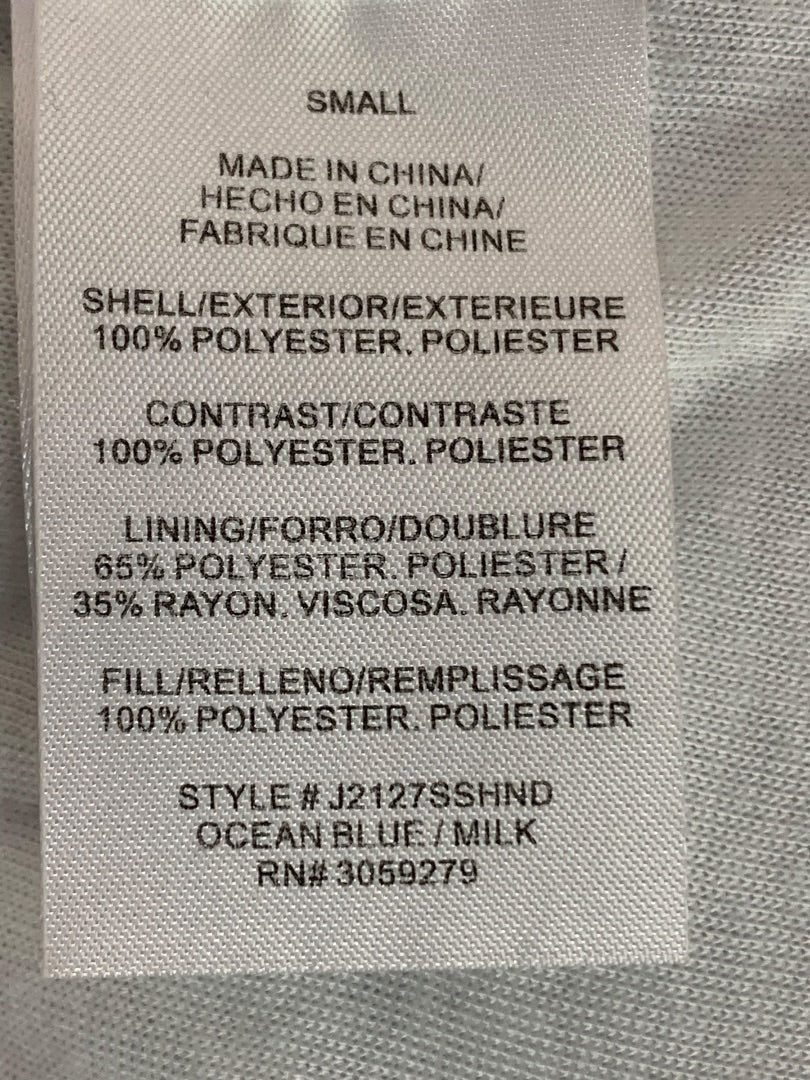 SMALL
MADE IN CHINA/
HECHO EN CHINA/
FABRIQUE EN CHINE
SHELL/EXTERIOR/EXTERIEURE
100% POLYESTER. POLIESTER
CONTRAST/CONTRASTE
100% POLYESTER. POLIESTER
LINING/FORRO/DOUBLURE
65% POLYESTER. POLIESTER /
35% RAYON. VISCOSA. RAYONNE
FILL/RELLENO/REMPLISSAGE
100% POLYESTER. POLIESTER
STYLE # J2127SSHND
OCEAN BLUE / MILK
RN# 3059279